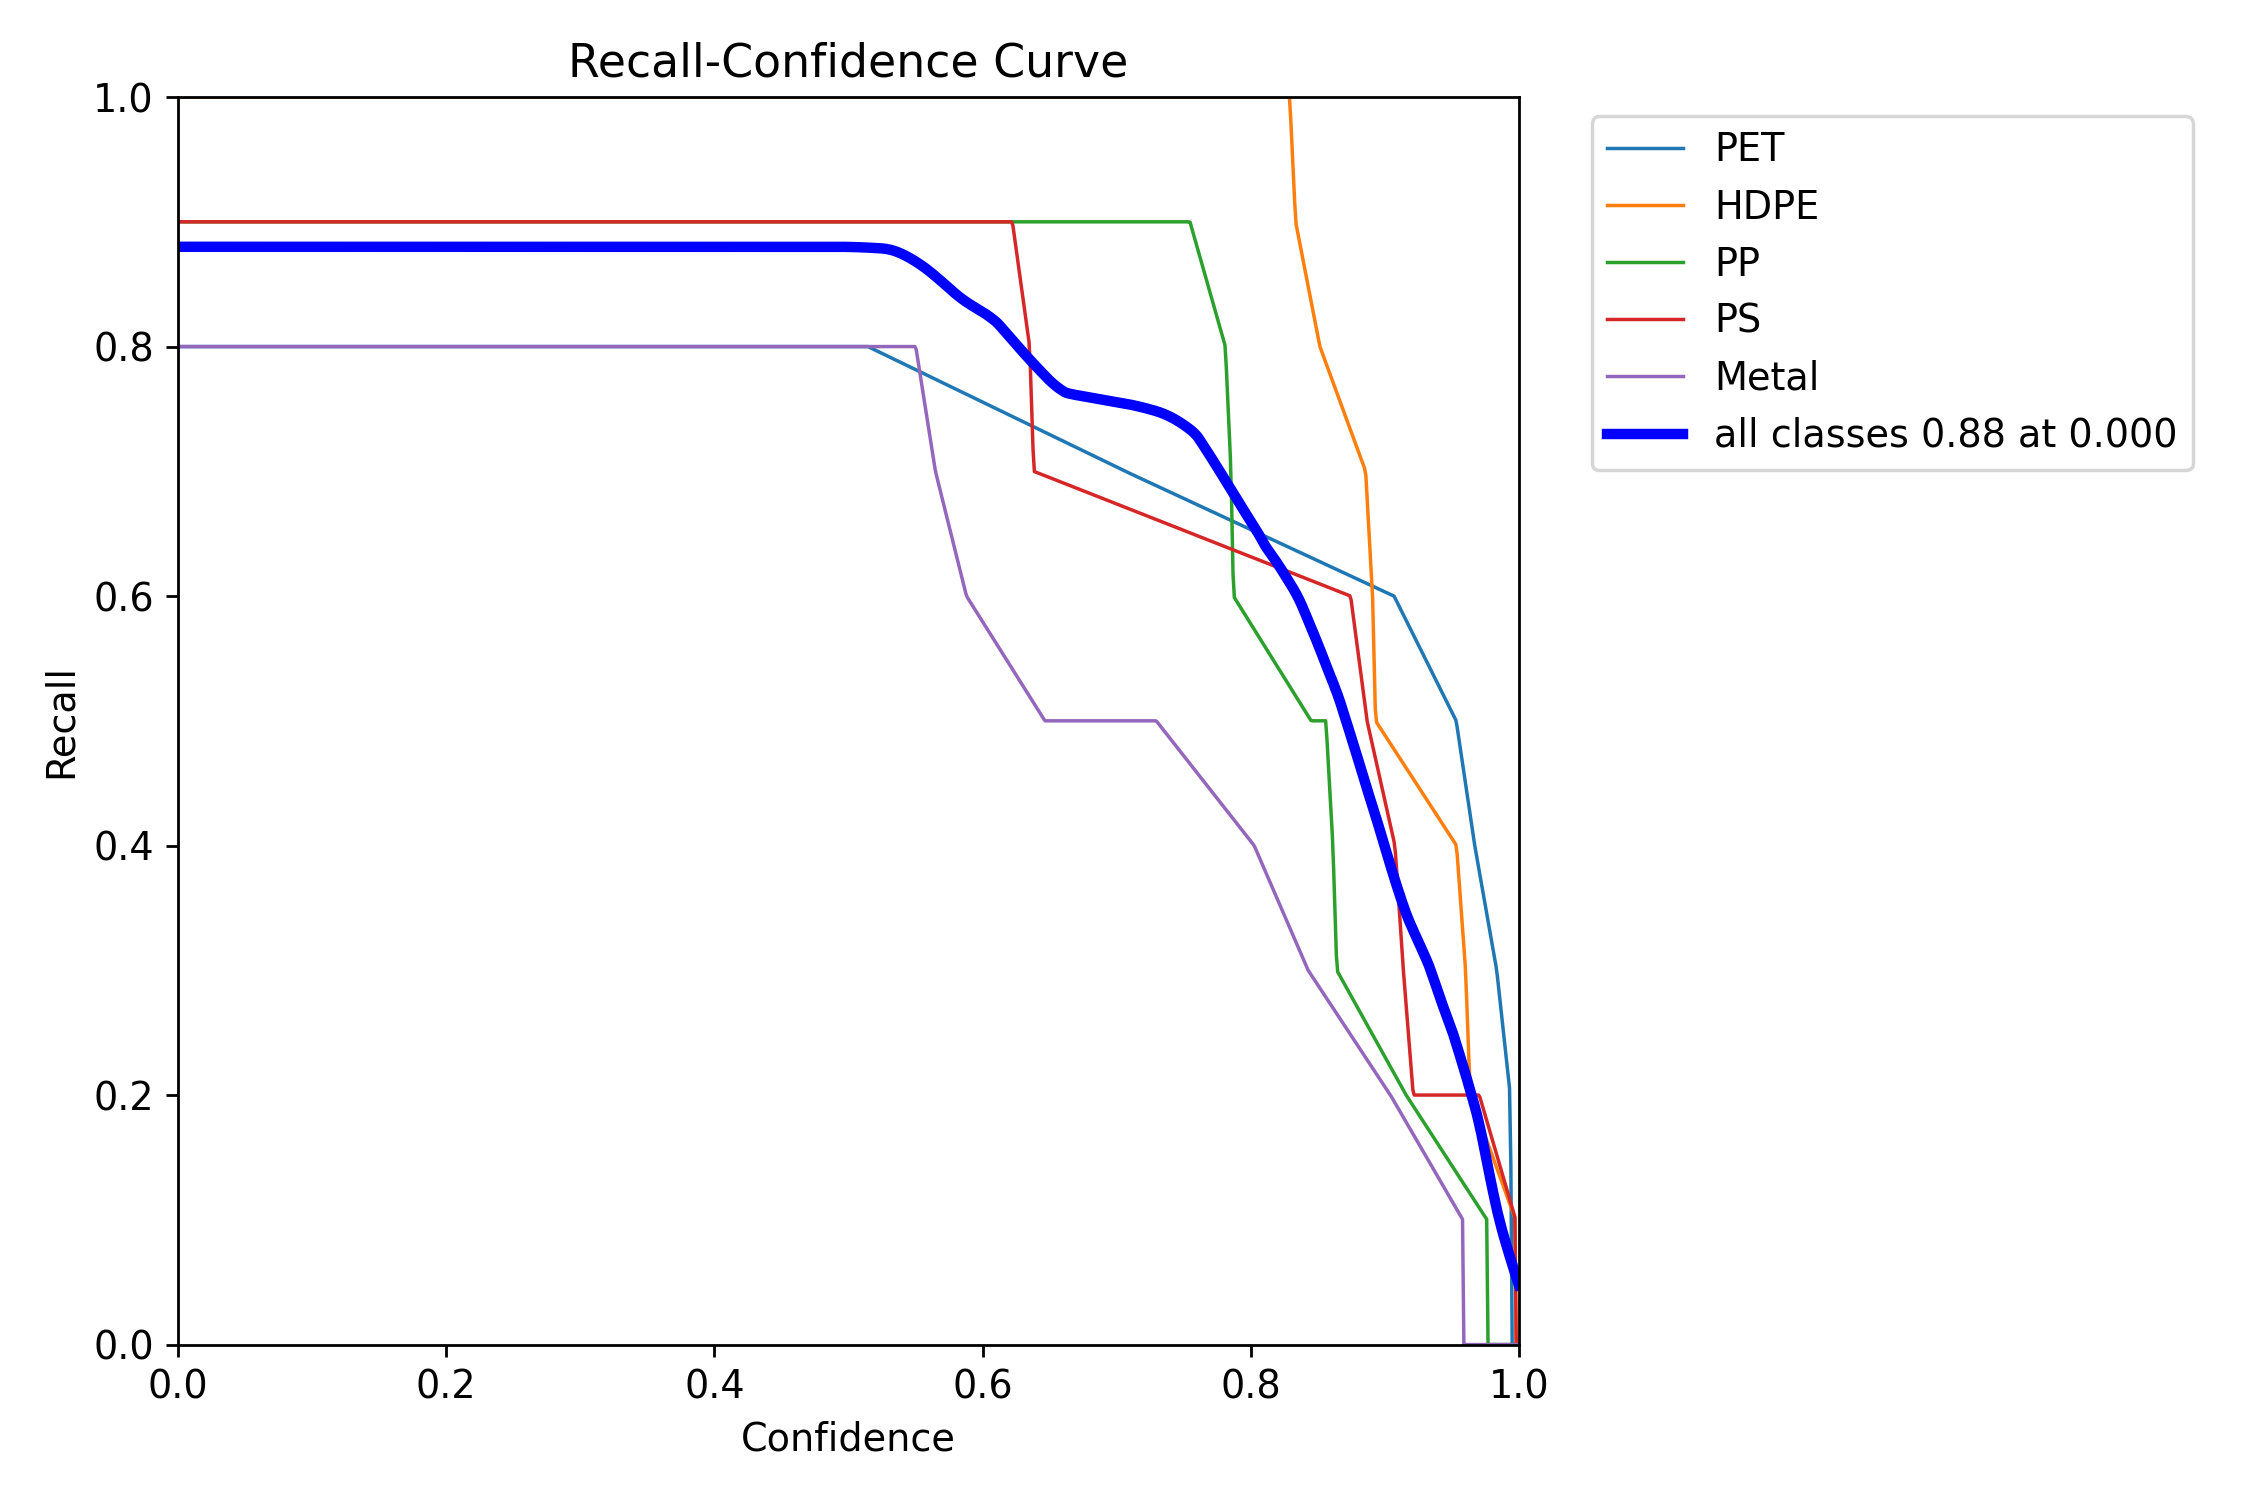 Recall-Confidence Curve
1.0
0.8
0.6
0.4
0.2
0.0
Recall
0.0 0.2 0.4 0.6 0.8 1.0
Confidence
PET
HDPE
PP
PS
Metal
all classes 0.88 at 0.000